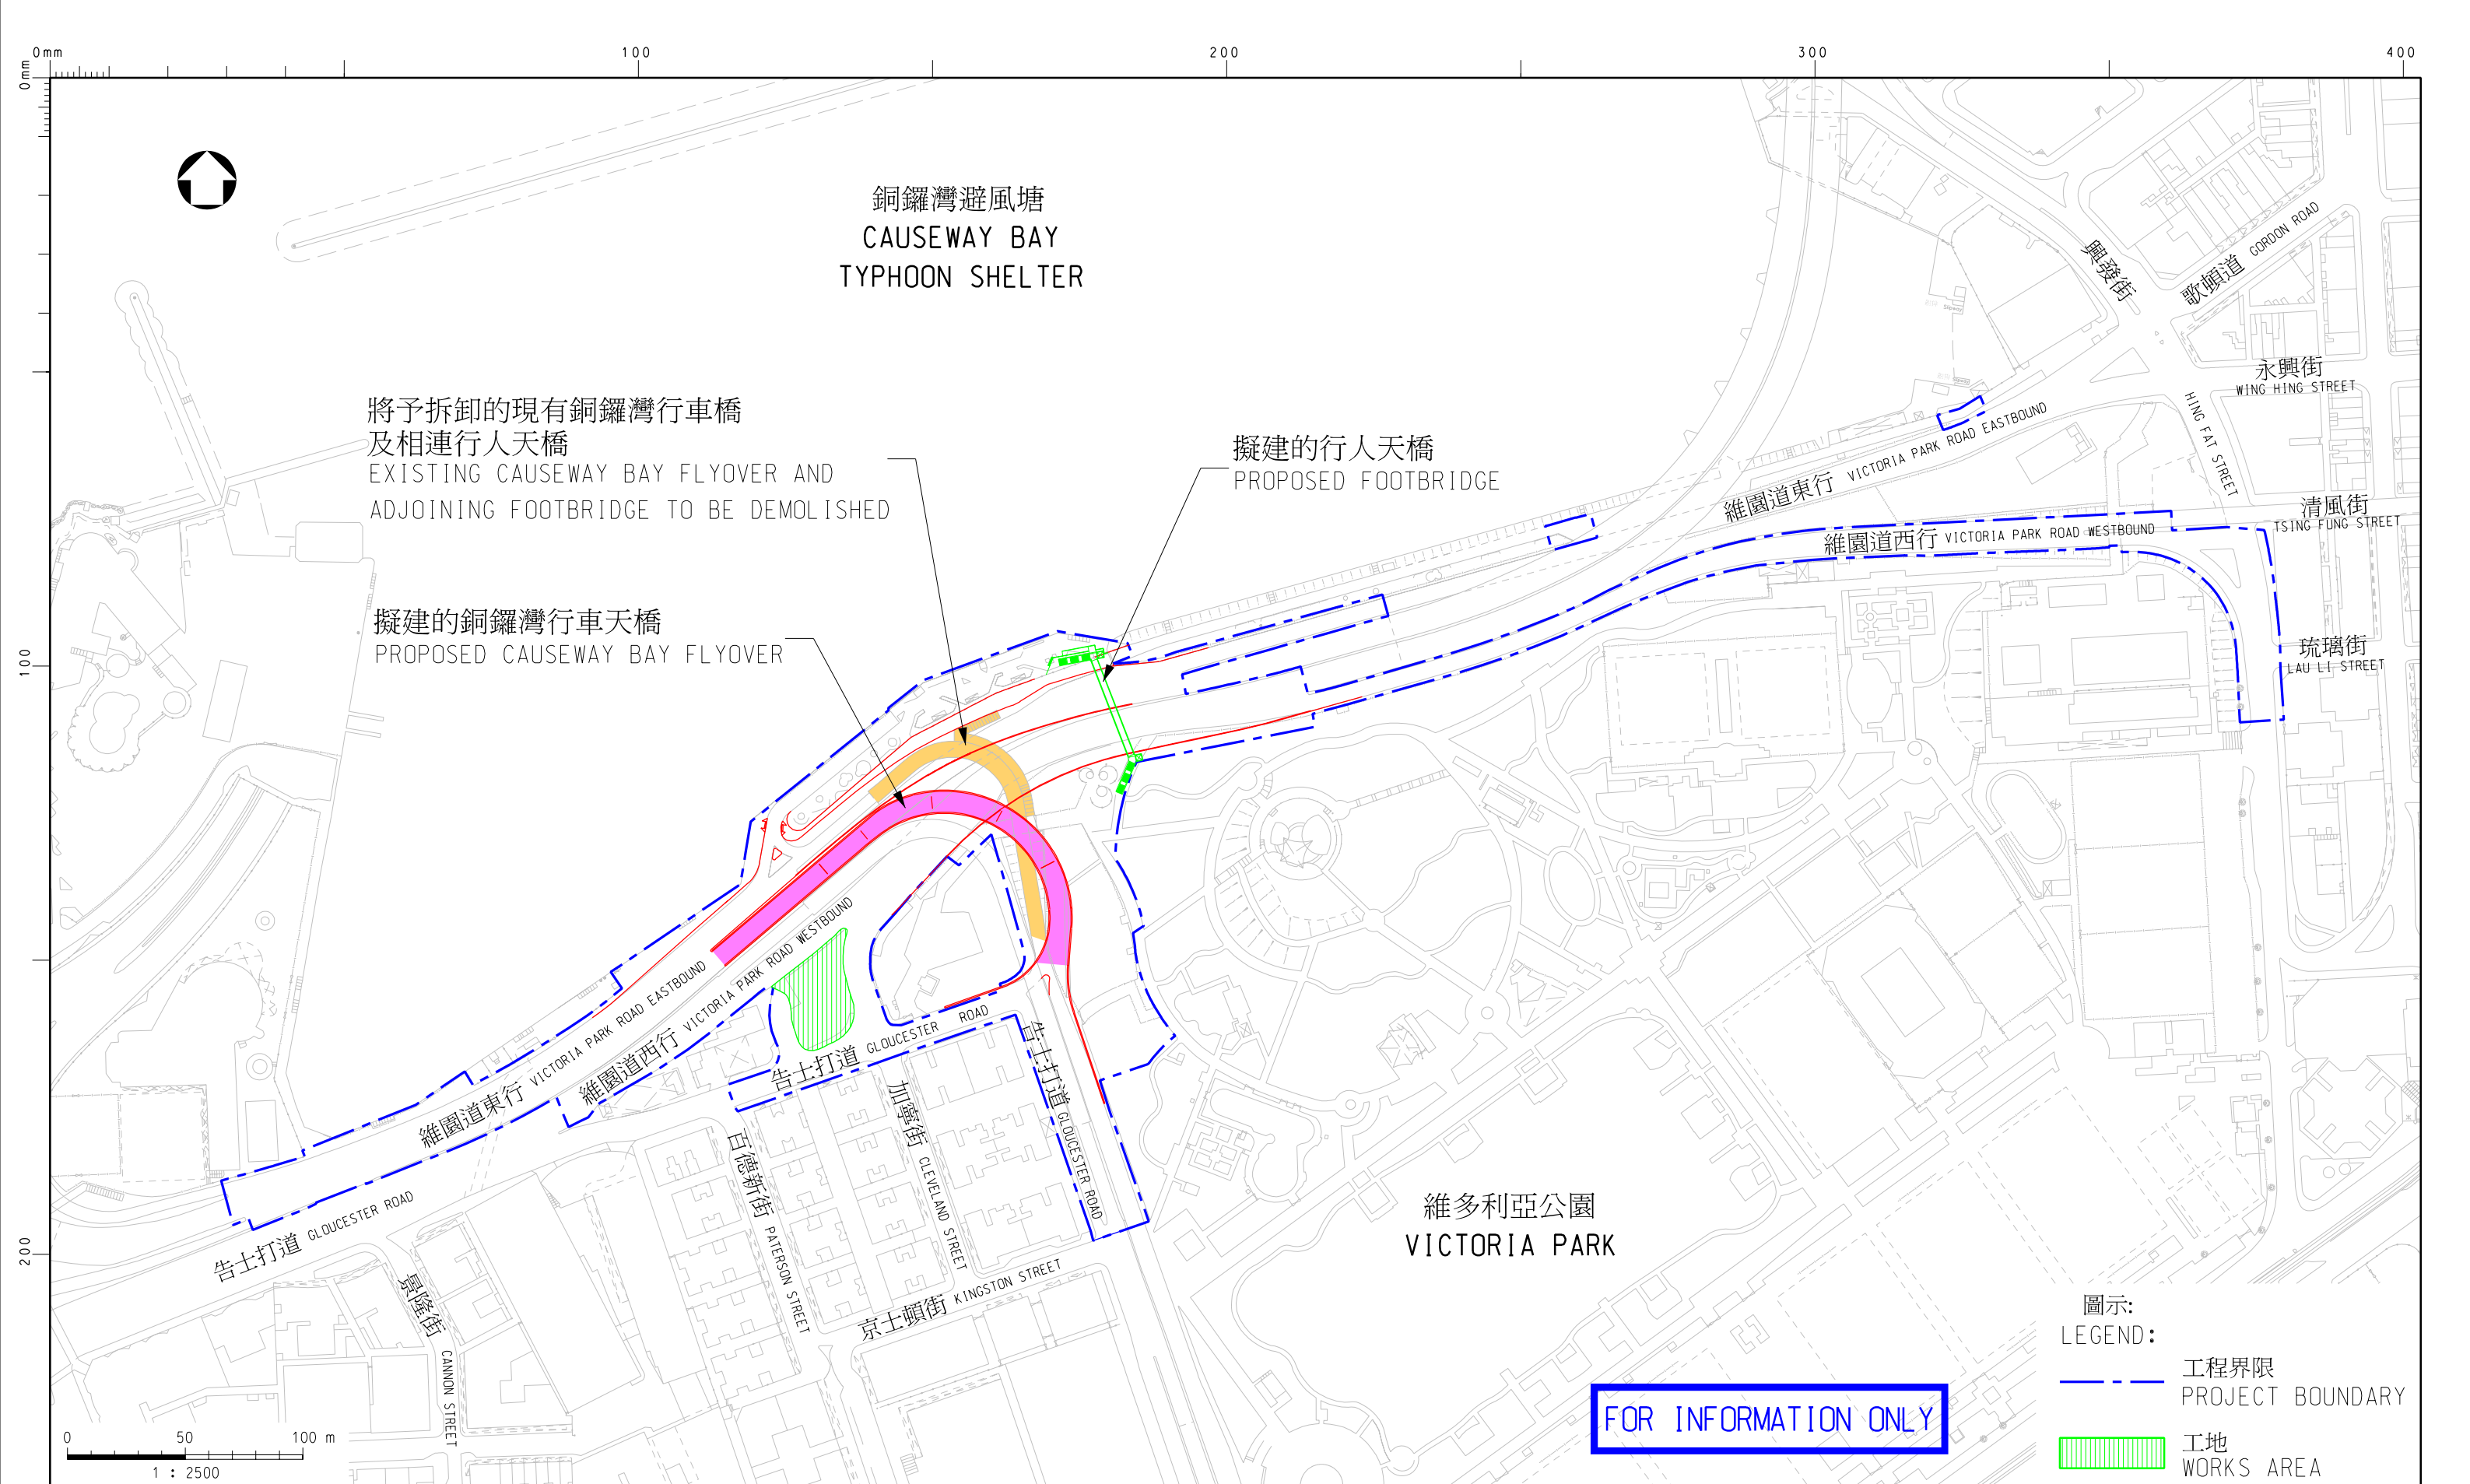 0mm
100
200
300
400
0mm
100
200
銅鑼灣避風塘
CAUSEWAY BAY
TYPHOON SHELTER
興發街
歌頓道 GORDON ROAD
永興街
WING HING STREET
HING FAT STREET
將予拆卸的現有銅鑼灣行車橋
及相連行人天橋
EXISTING CAUSEWAY BAY FLYOVER AND
ADJOINING FOOTBRIDGE TO BE DEMOLISHED
擬建的行人天橋
PROPOSED FOOTBRIDGE
維園道東行 VICTORIA PARK ROAD EASTBOUND
清風街
TSING FUNG STREET
維園道西行 VICTORIA PARK ROAD WESTBOUND
擬建的銅鑼灣行車天橋
PROPOSED CAUSEWAY BAY FLYOVER
琉璃街
LAU LI STREET
維園道東行 VICTORIA PARK ROAD EASTBOUND
維園道西行 VICTORIA PARK ROAD WESTBOUND
告士打道 GLOUCESTER ROAD
告士打道 GLOUCESTER ROAD
加寧街 CLEVELAND STREET
百德新街 PATERSON STREET
告士打道 GLOUCESTER ROAD
景隆街 CANNON STREET
京士頓街 KINGSTON STREET
維多利亞公園
VICTORIA PARK
圖示:
LEGEND:
工程界限
PROJECT BOUNDARY
工地
WORKS AREA
FOR INFORMATION ONLY
0 50 100 m
1 : 2500